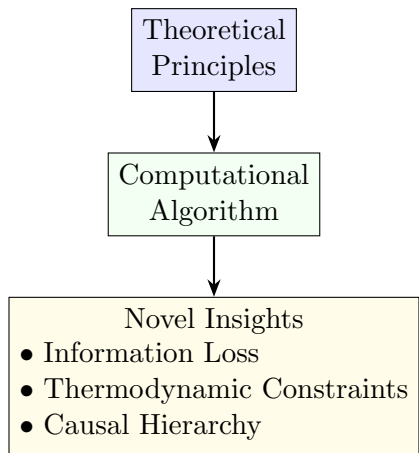 Theoretical
Principles
Computational
Algorithm
Novel Insights
• Information Loss
• Thermodynamic Constraints
• Causal Hierarchy